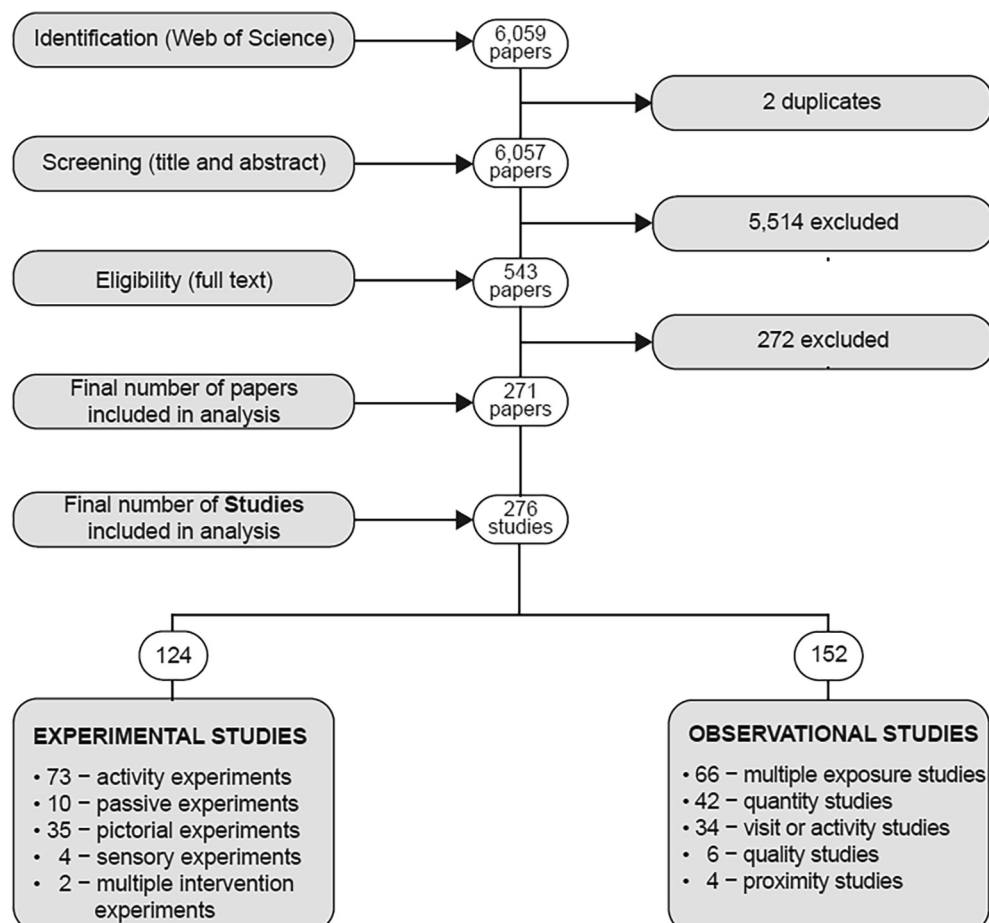 Identification (Web of Science)
6,059
papers
2 duplicates
Screening (title and abstract)
6,057
papers
5,514 excluded
Eligibility (full text)
543
papers
272 excluded
Final number of papers
included in analysis
271
papers
Final number of Studies
included in analysis
276
studies
124
152
EXPERIMENTAL STUDIES
• 73 – activity experiments
• 10 – passive experiments
• 35 – pictorial experiments
• 4 – sensory experiments
• 2 – multiple intervention
experiments
OBSERVATIONAL STUDIES
• 66 – multiple exposure studies
• 42 – quantity studies
• 34 – visit or activity studies
• 6 – quality studies
• 4 – proximity studies